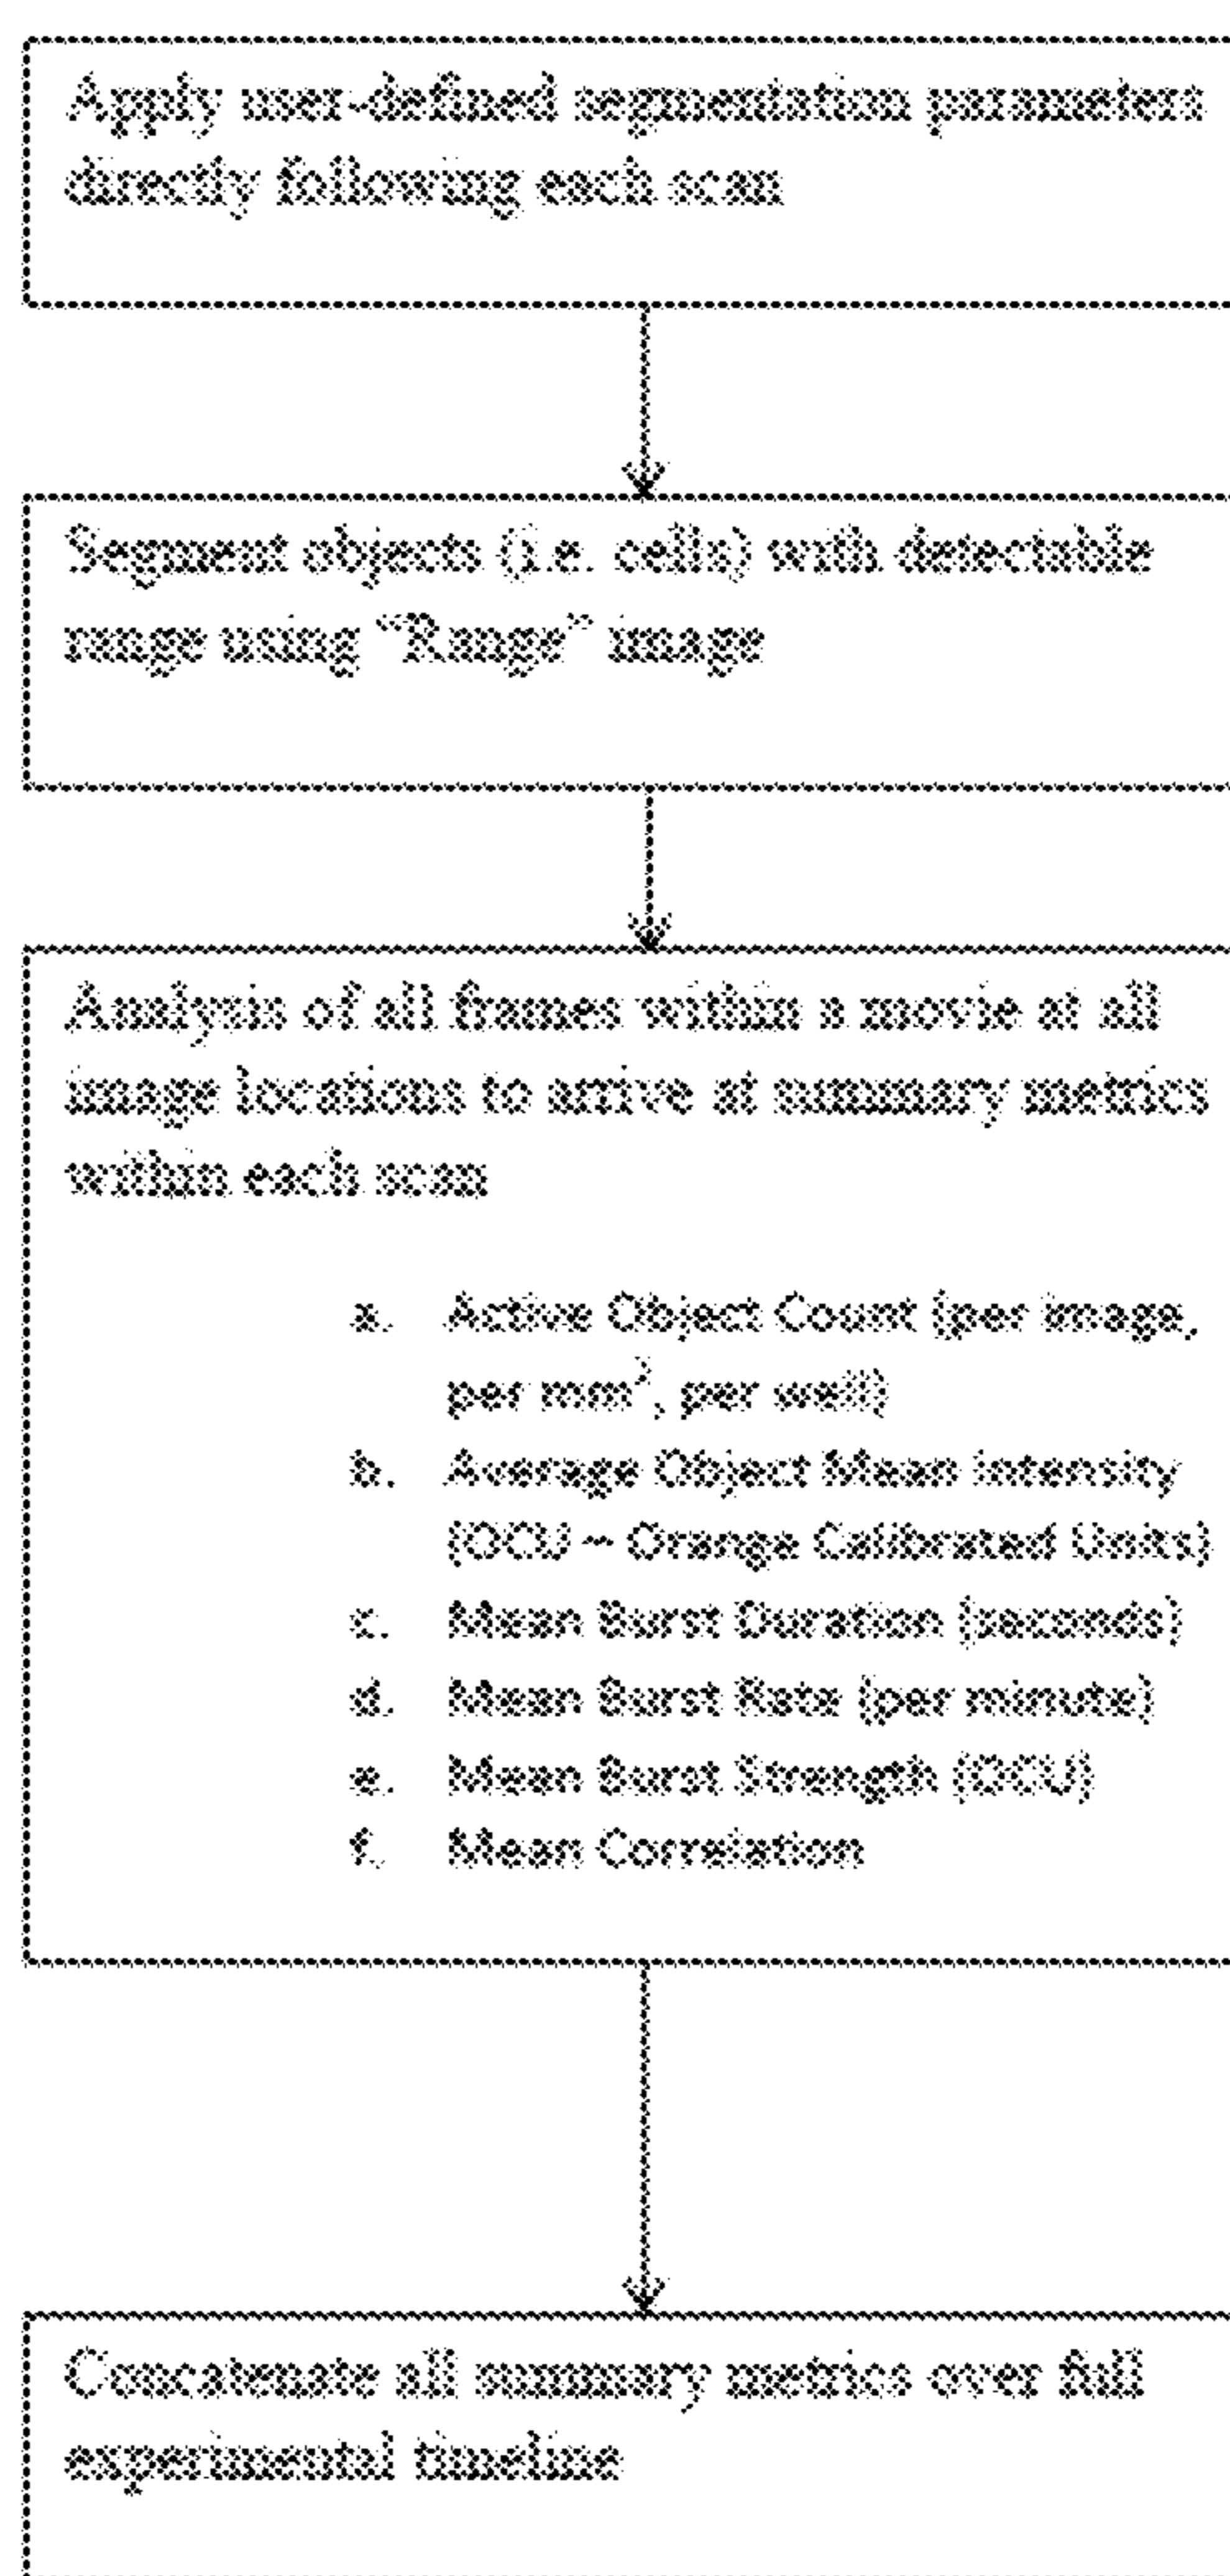 Apply user-defined segmentation parameters
directly following each scan
Segment objects (i.e. cells) with detectable
range using “Range” image
Analysis of all frames within a movie at all
image locations to arrive at summary metrics
within each scan
a. Active Object Count (per image,
per mm², per well)
b. Average Object Mean Intensity
(OCU – Orange Calibrated Units)
c. Mean Burst Duration (seconds)
d. Mean Burst Rate (per minute)
e. Mean Burst Strength (OCU)
f. Mean Correlation
Concatenate all summary metrics over full
experimental timeline